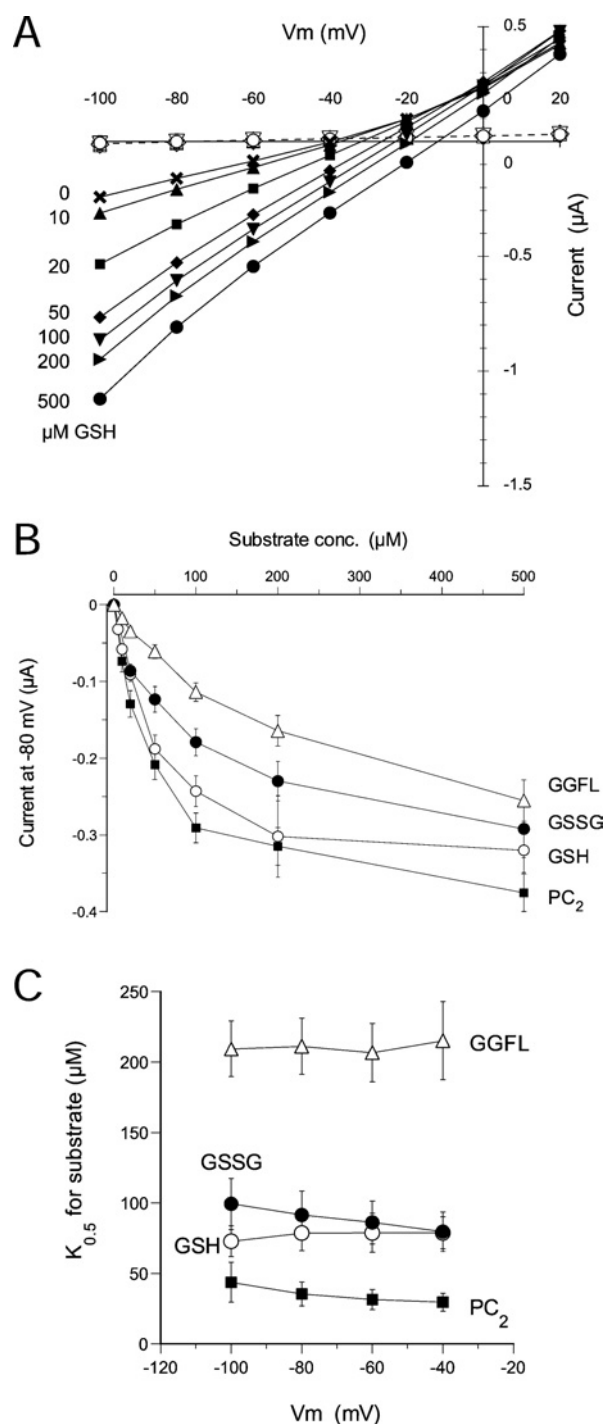 A
Vm (mV)
0.5
-100 -80 -60 -40 -20 0 20
0
0
10
20
50
100
200
500
µM GSH
-0.5
-1
-1.5
Current (µA)
B
Substrate conc. (µM)
0 100 200 300 400 500
0
-0.1
-0.2
-0.3
-0.4
Current at -80 mV (µA)
GGFL
GSSG
GSH
PC2
C
250
200
150
100
50
0
K0.5 for substrate (µM)
GGFL
GSSG
GSH
PC2
-120 -100 -80 -60 -40 -20
Vm (mV)